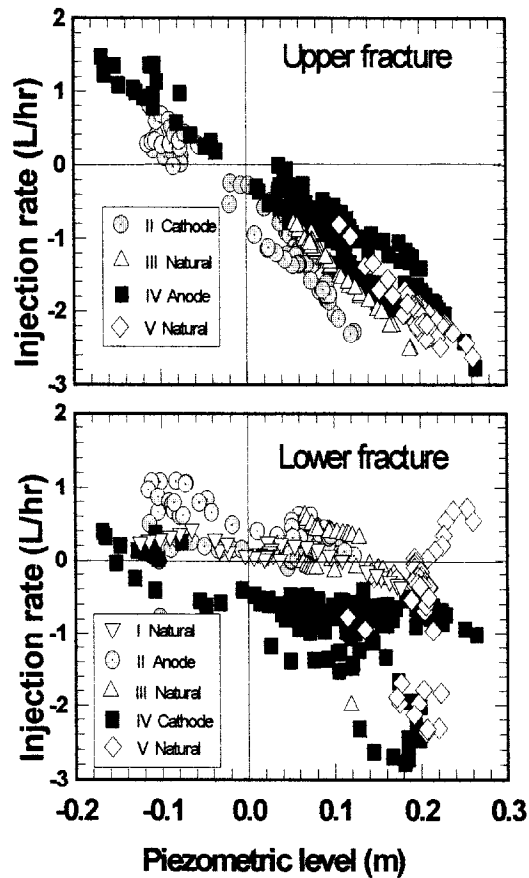 2
Upper fracture
1
0
-1
-2
-3
Injection rate (L/hr)
II Cathode
III Natural
IV Anode
V Natural
2
Lower fracture
1
0
-1
-2
-3
Injection rate (L/hr)
I Natural
II Anode
III Natural
IV Cathode
V Natural
-0.2 -0.1 0.0 0.1 0.2 0.3
Piezometric level (m)